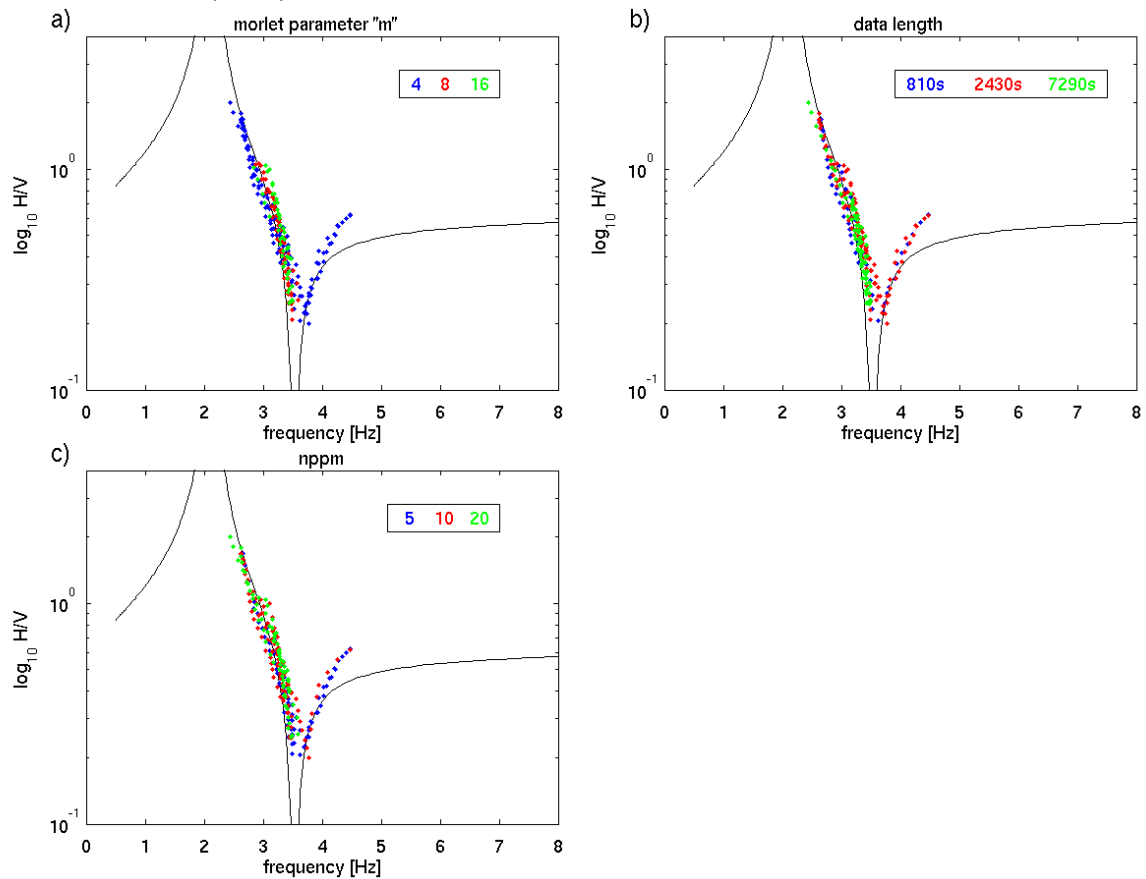 a)
morlet parameter "m"
4 8 16
log10 H/V
10^0
10^-1
0 1 2 3 4 5 6 7 8
frequency [Hz]
b)
data length
810s 2430s 7290s
log10 H/V
10^0
10^-1
0 1 2 3 4 5 6 7 8
frequency [Hz]
c)
nppm
5 10 20
log10 H/V
10^0
10^-1
0 1 2 3 4 5 6 7 8
frequency [Hz]